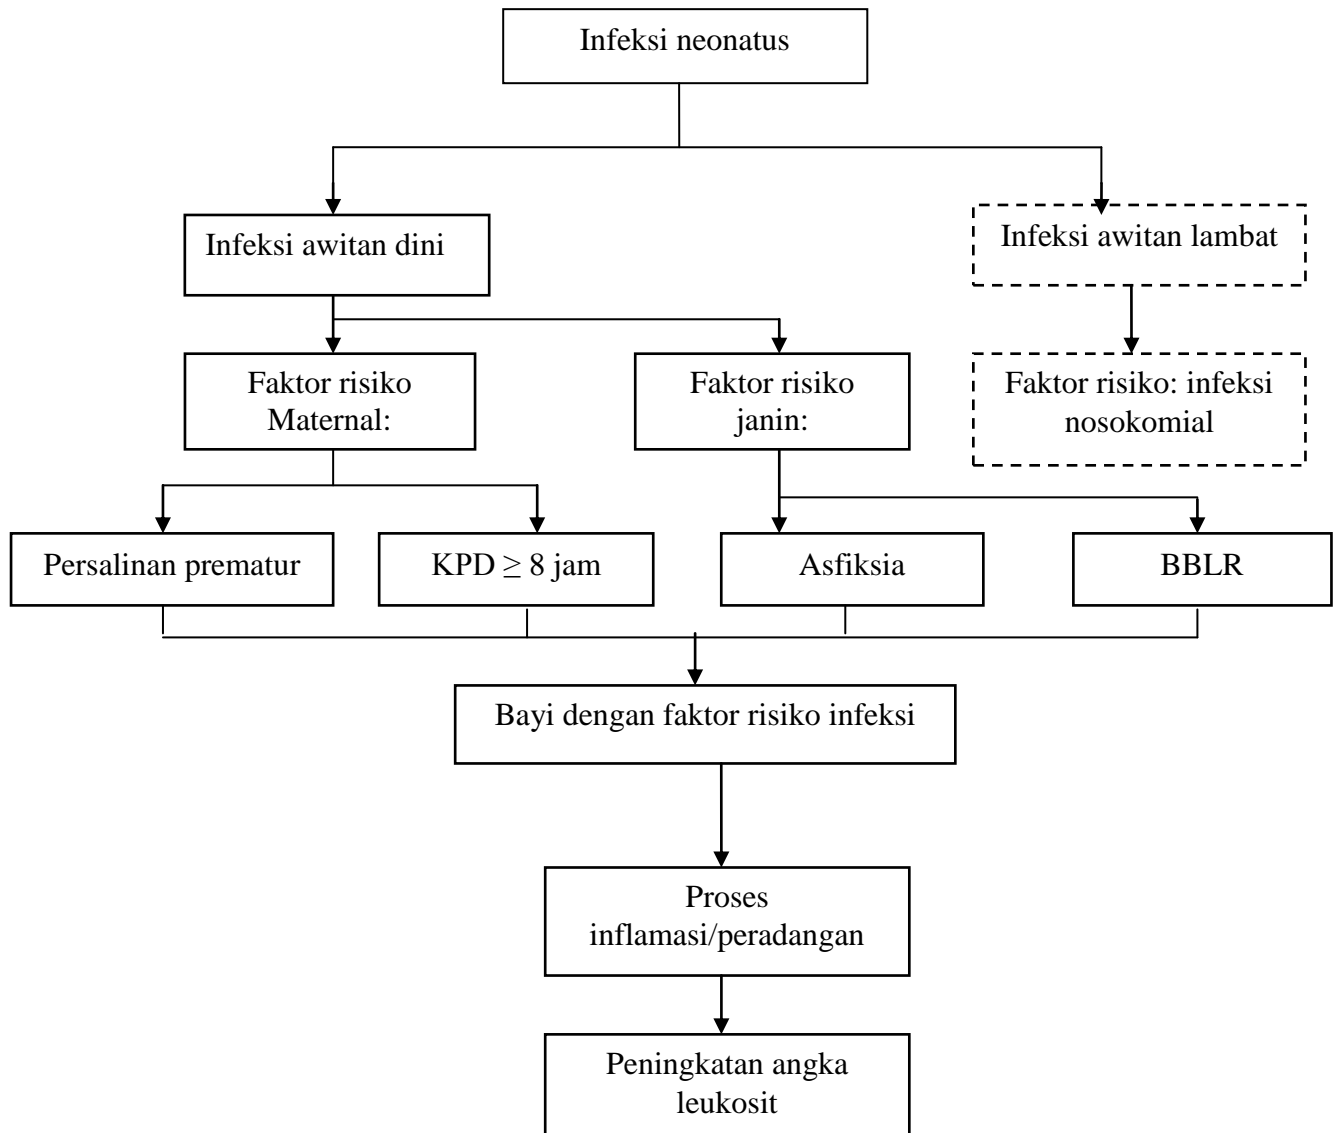 Infeksi neonatus
Infeksi awitan dini
Infeksi awitan lambat
Faktor risiko
Maternal:
Faktor risiko
janin:
Faktor risiko: infeksi
nosokomial
Persalinan prematur
KPD ≥ 8 jam
Asfiksia
BBLR
Bayi dengan faktor risiko infeksi
Proses
inflamasi/peradangan
Peningkatan angka
leukosit